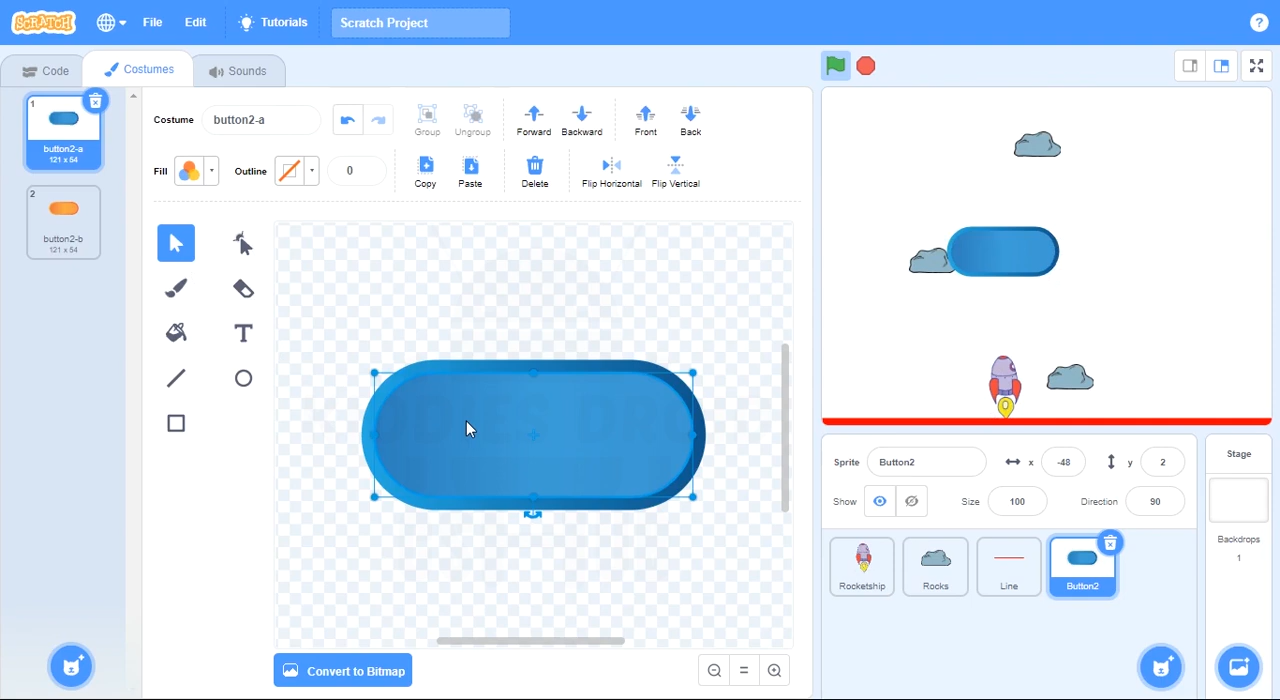 SCRATCH File Edit Tutorials Scratch Project ?
Code Costumes Sounds
1
button2-a
121 x 54
2
button2-b
121 x 54
Costume button2-a Group Ungroup Forward Backward Front Back
Fill Outline 0 Copy Paste Delete Flip Horizontal Flip Vertical
T
Convert to Bitmap
Sprite Button2 x -48 y 2
Show Size 100 Direction 90
Rocketship Rocks Line Button2
Stage
Backdrops
1